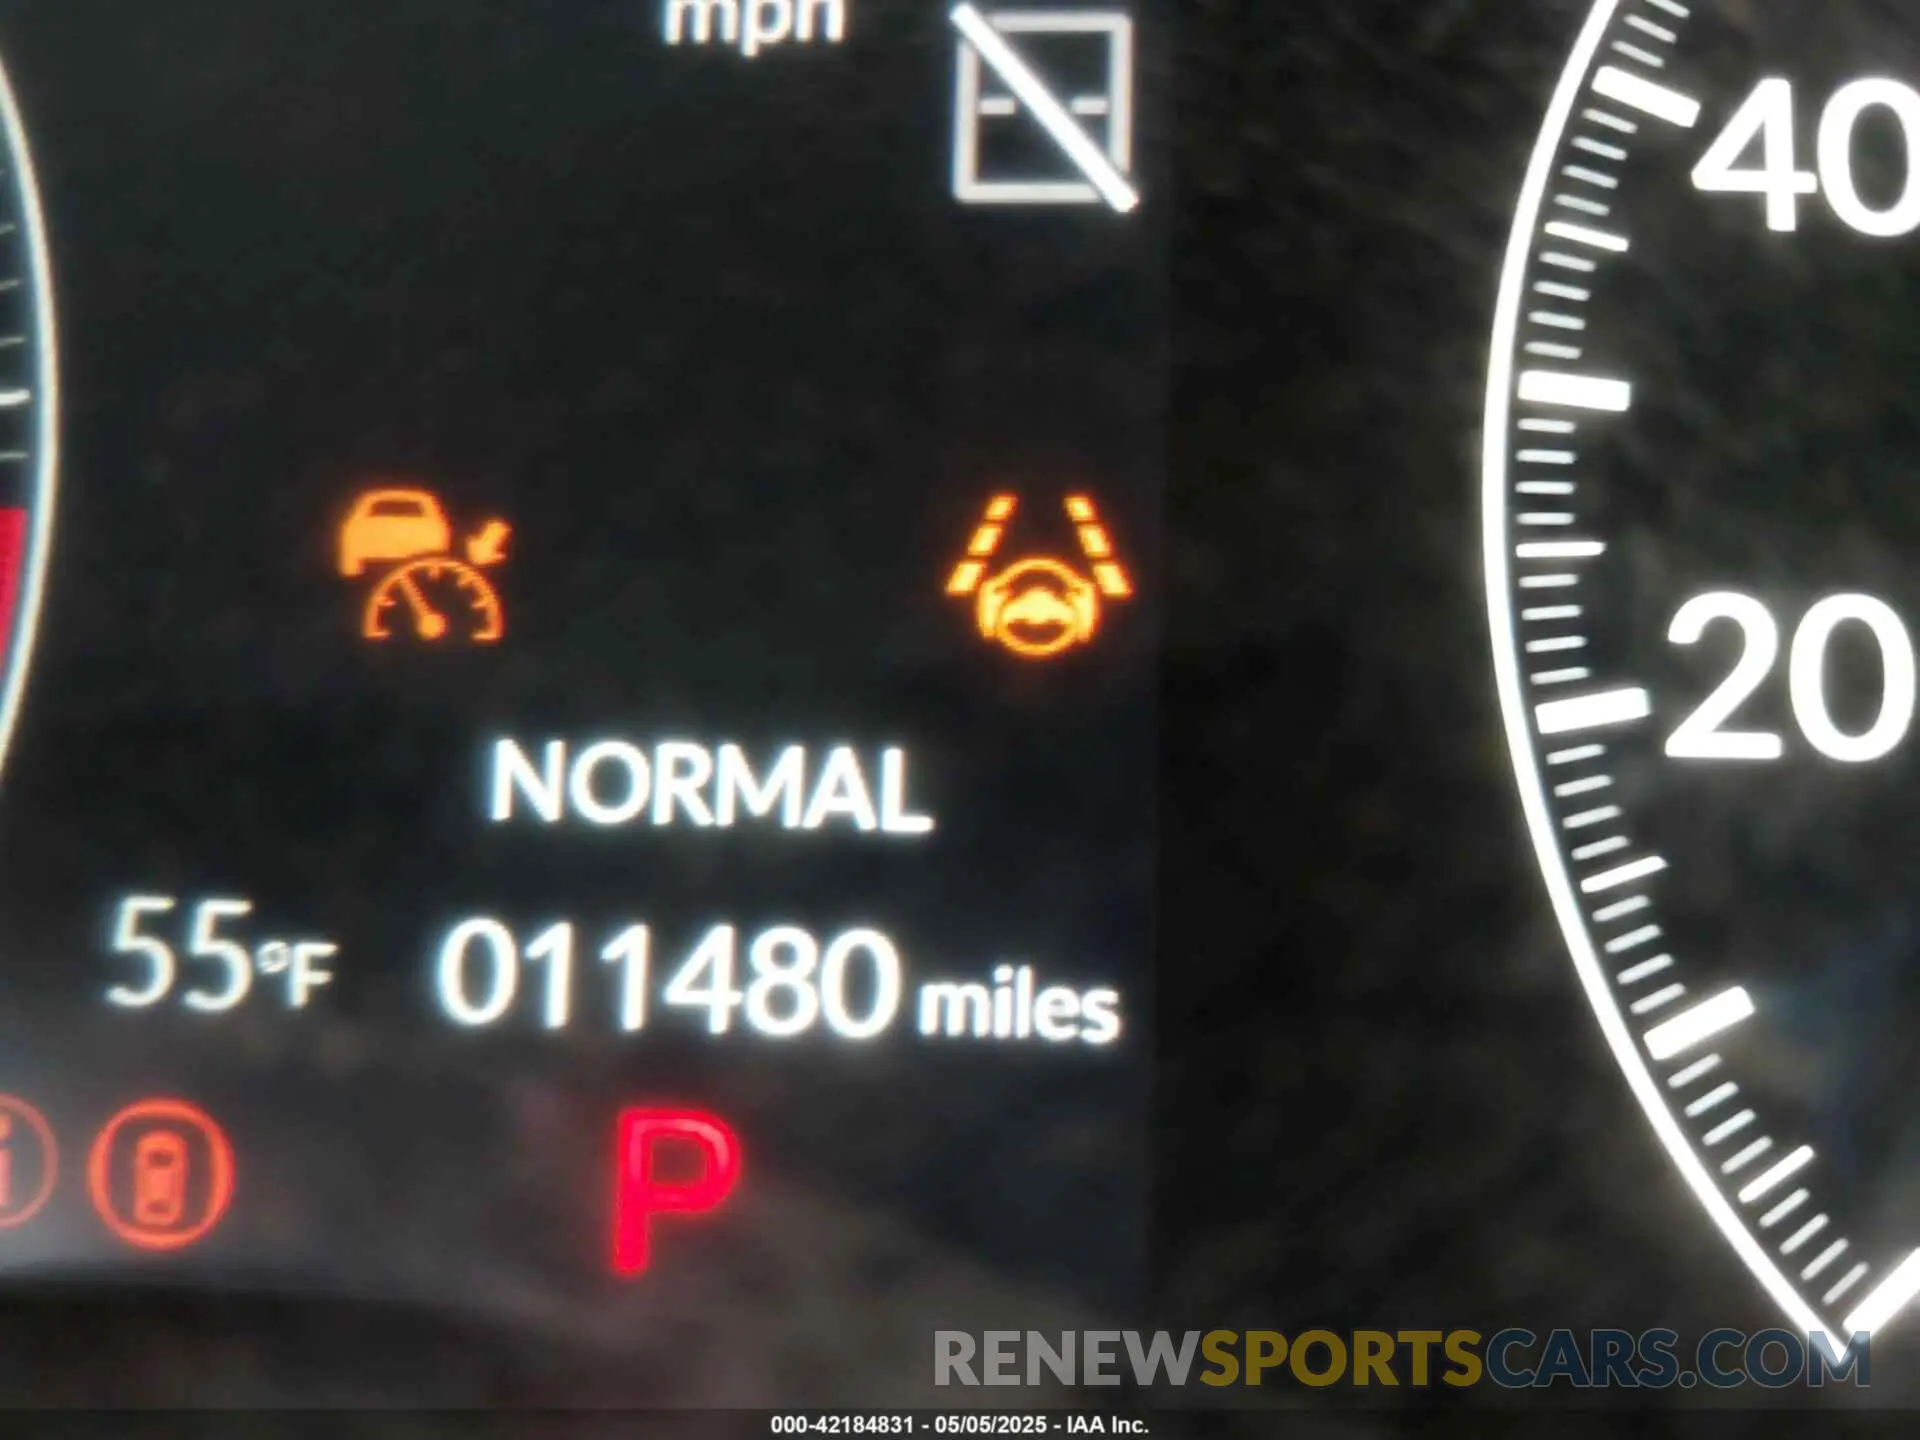 mph
40
20
NORMAL
55°F 011480 miles
i
P
RENEWSPORTSCARS.COM
000-42184831 - 05/05/2025 - IAA Inc.